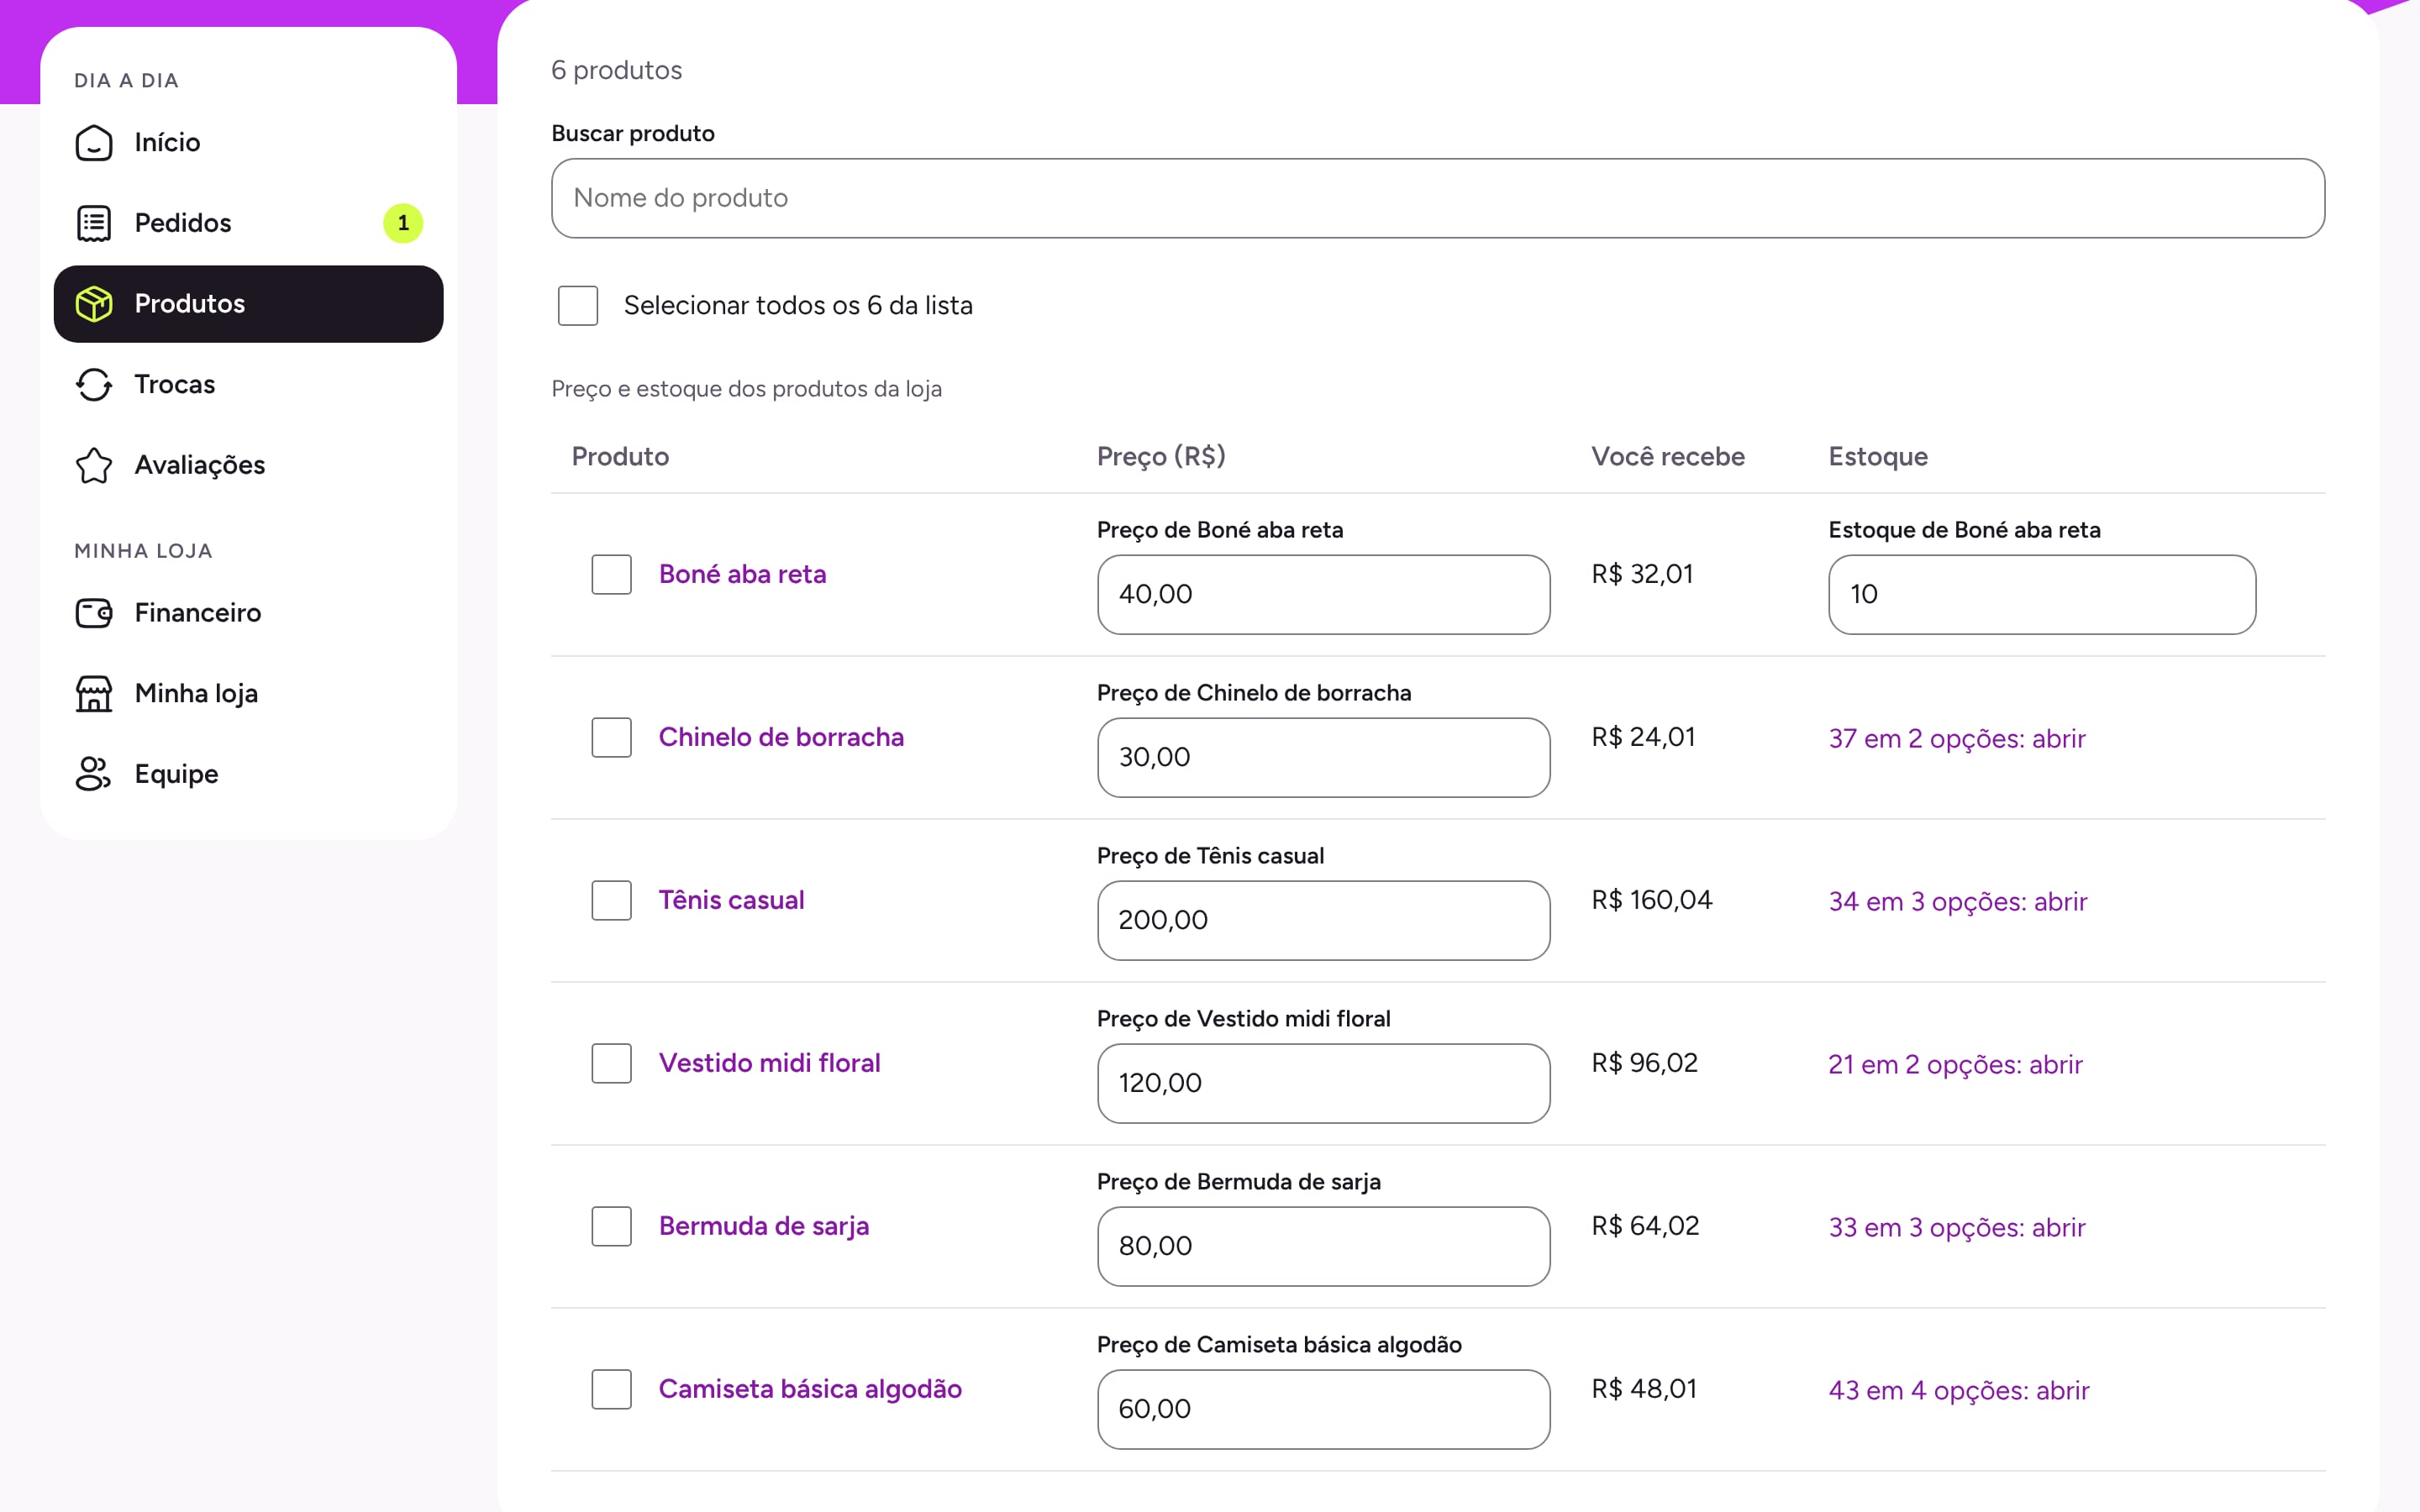 DIA A DIA
Início
Pedidos 1
Produtos
Trocas
Avaliações
MINHA LOJA
Financeiro
Minha loja
Equipe
6 produtos
Buscar produto
Nome do produto
Selecionar todos os 6 da lista
Preço e estoque dos produtos da loja
Produto Preço (R$) Você recebe Estoque
Preço de Boné aba reta Estoque de Boné aba reta
Boné aba reta 40,00 R$ 32,01 10
Preço de Chinelo de borracha
Chinelo de borracha 30,00 R$ 24,01 37 em 2 opções: abrir
Preço de Tênis casual
Tênis casual 200,00 R$ 160,04 34 em 3 opções: abrir
Preço de Vestido midi floral
Vestido midi floral 120,00 R$ 96,02 21 em 2 opções: abrir
Preço de Bermuda de sarja
Bermuda de sarja 80,00 R$ 64,02 33 em 3 opções: abrir
Preço de Camiseta básica algodão
Camiseta básica algodão 60,00 R$ 48,01 43 em 4 opções: abrir